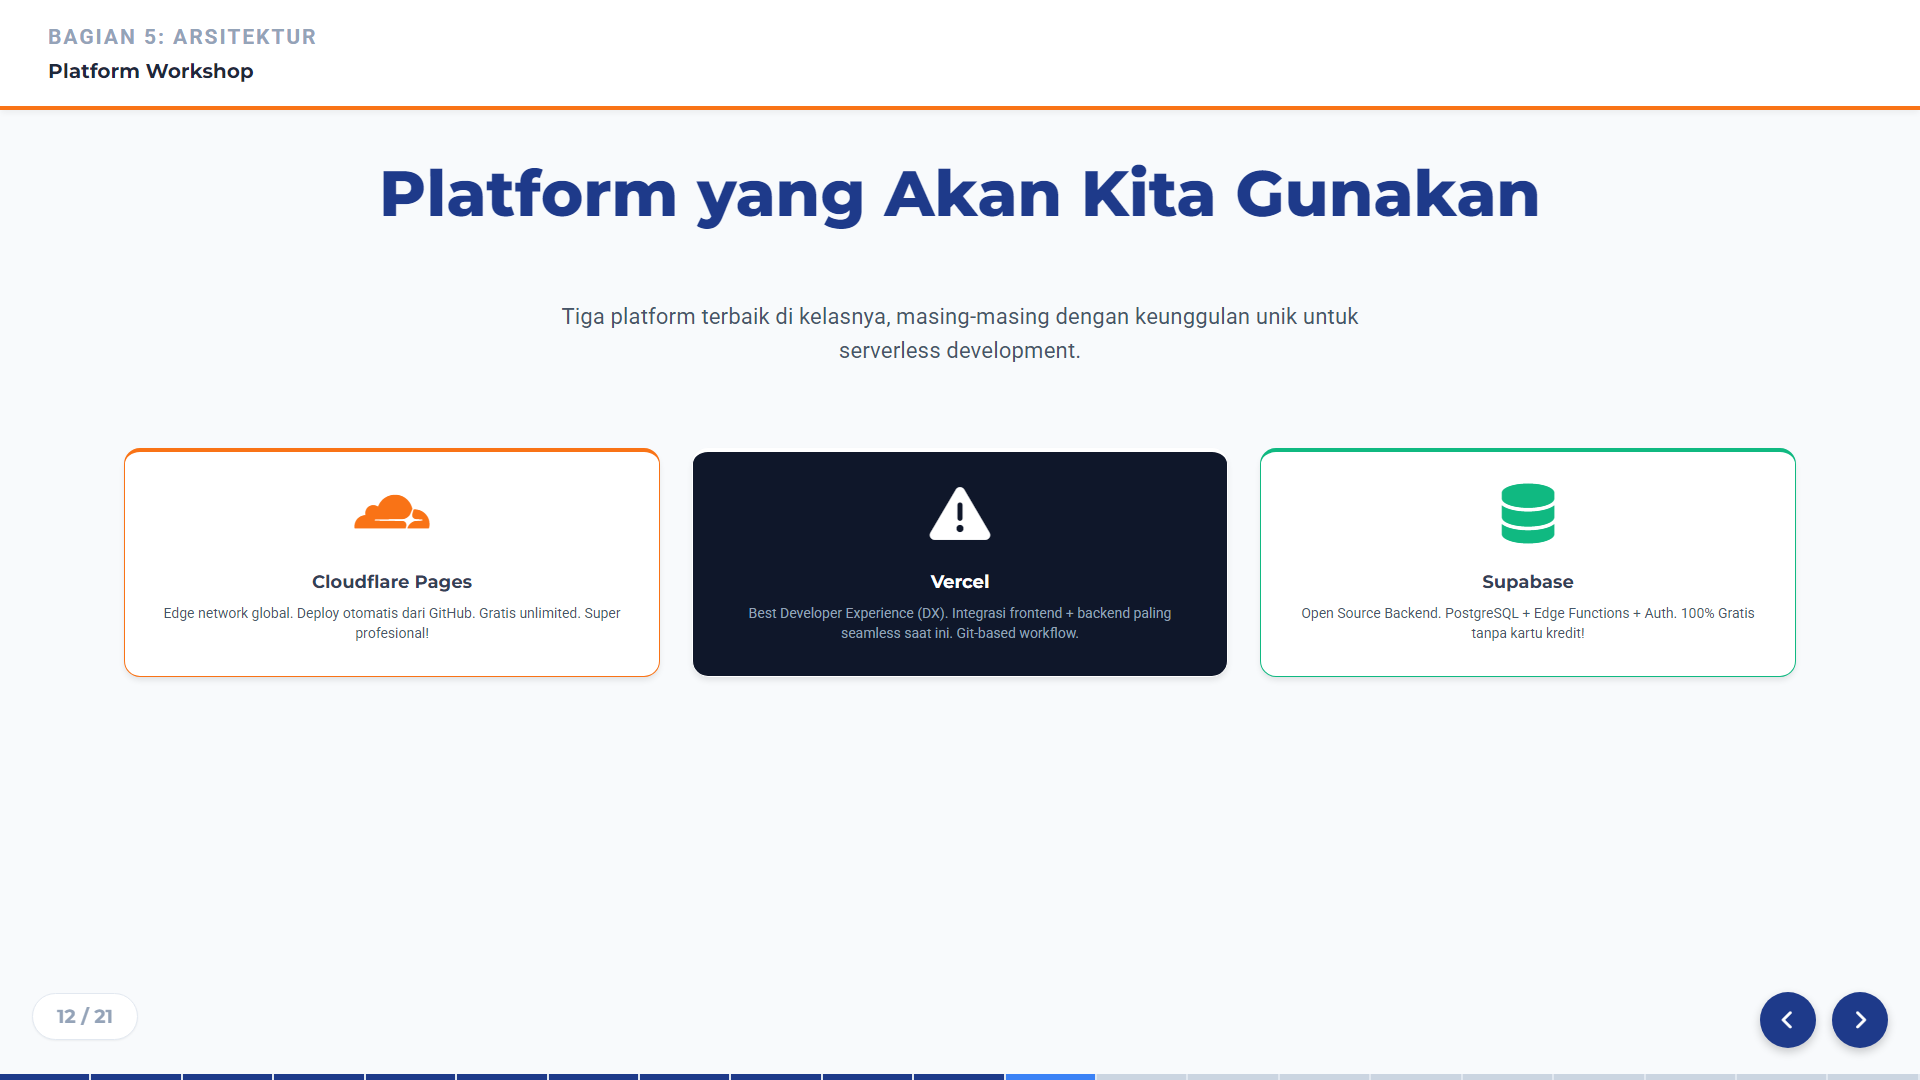 BAGIAN 5: ARSITEKTUR
Platform Workshop
Platform yang Akan Kita Gunakan
Tiga platform terbaik di kelasnya, masing-masing dengan keunggulan unik untuk
serverless development.
Cloudflare Pages
Edge network global. Deploy otomatis dari GitHub. Gratis unlimited. Super
profesional!
Vercel
Best Developer Experience (DX). Integrasi frontend + backend paling
seamless saat ini. Git-based workflow.
Supabase
Open Source Backend. PostgreSQL + Edge Functions + Auth. 100% Gratis
tanpa kartu kredit!
12 / 21